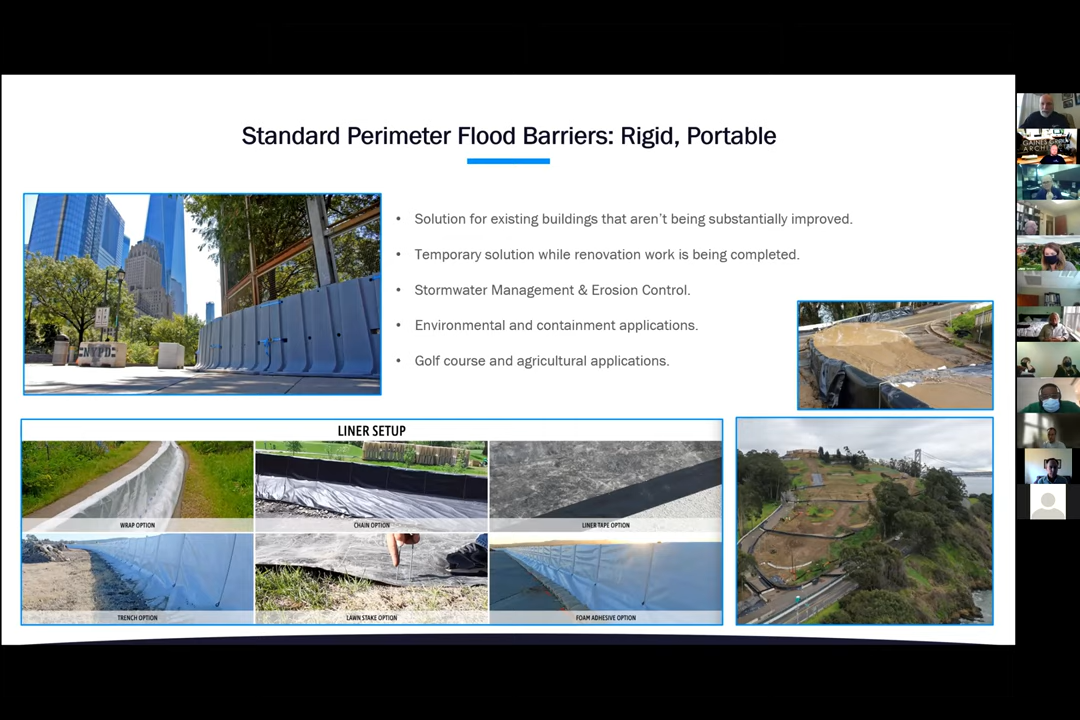 Standard Perimeter Flood Barriers: Rigid, Portable
• Solution for existing buildings that aren't being substantially improved.
• Temporary solution while renovation work is being completed.
• Stormwater Management & Erosion Control.
• Environmental and containment applications.
• Golf course and agricultural applications.
NYPD
LINER SETUP
WRAP OPTION
CHAIN OPTION
LINER TAPE OPTION
TRENCH OPTION
LAWN STAKE OPTION
FOAM ADHESIVE OPTION
GAINES